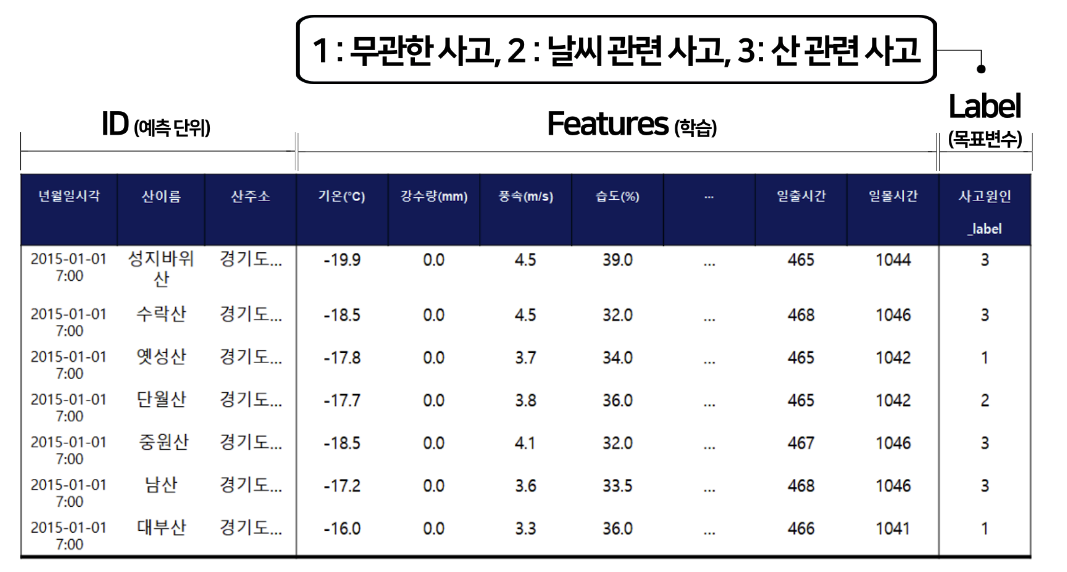 1 : 무관한 사고, 2 : 날씨 관련 사고, 3: 산 관련 사고
ID (예측 단위)
Features (학습)
Label
(목표변수)
년월일시각 산이름 산주소 기온(°C) 강수량(mm) 풍속(m/s) 습도(%) ... 일출시간 일몰시간 사고원인
_label
2015-01-01 성지바위 경기도... -19.9 0.0 4.5 39.0 ... 465 1044 3
7:00 산
2015-01-01 수락산 경기도... -18.5 0.0 4.5 32.0 ... 468 1046 3
7:00
2015-01-01 옛성산 경기도... -17.8 0.0 3.7 34.0 ... 465 1042 1
7:00
2015-01-01 단월산 경기도... -17.7 0.0 3.8 36.0 ... 465 1042 2
7:00
2015-01-01 중원산 경기도... -18.5 0.0 4.1 32.0 ... 467 1046 3
7:00
2015-01-01 남산 경기도... -17.2 0.0 3.6 33.5 ... 468 1046 3
7:00
2015-01-01 대부산 경기도... -16.0 0.0 3.3 36.0 ... 466 1041 1
7:00